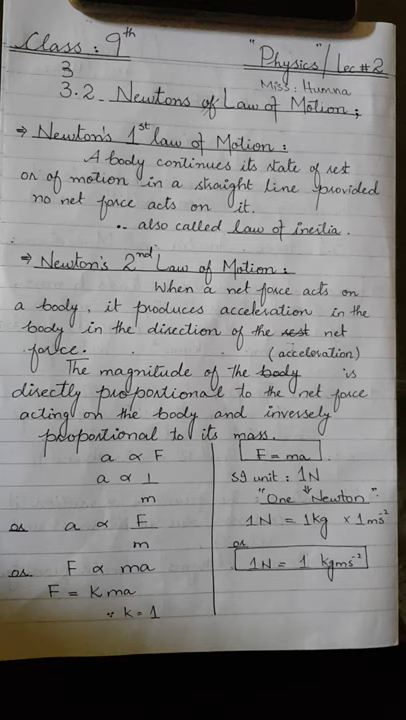 Class : 9th
"Physics" / Lec #2
3
Miss : Humna
3.2 - Newtons of Law of Motion ;
⇒ Newton's 1st law of Motion :
A body continues its state of rest
or of motion in a straight line provided
no net force acts on it.
∴ also called law of inertia.
⇒ Newton's 2nd Law of Motion :
When a net force acts on
a body, it produces acceleration in the
body in the direction of the rest net
force.
(acceleration)
The magnitude of the body is
directly proportional to the net force
acting on the body and inversely
proportional to its mass.
a ∝ F
a ∝ 1
m
or a ∝ F
m
or F ∝ ma
F = Kma
∵ k = 1
F = ma
SI unit : 1N
"One Newton"
1N = 1kg × 1ms⁻²
or
1N = 1 kgms⁻²